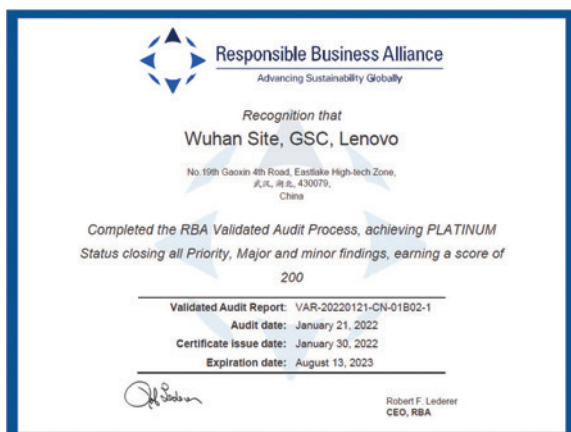 Responsible Business Alliance
Advancing Sustainability Globally
Recognition that
Wuhan Site, GSC, Lenovo
No.19th Gaoxin 4th Road, Eastlake High-tech Zone,
武汉, 湖北, 430079,
China
Completed the RBA Validated Audit Process, achieving PLATINUM
Status closing all Priority, Major and minor findings, earning a score of
200
Validated Audit Report: VAR-20220121-CN-01B02-1
Audit date: January 21, 2022
Certificate issue date: January 30, 2022
Expiration date: August 13, 2023
Robert F. Lederer
CEO, RBA